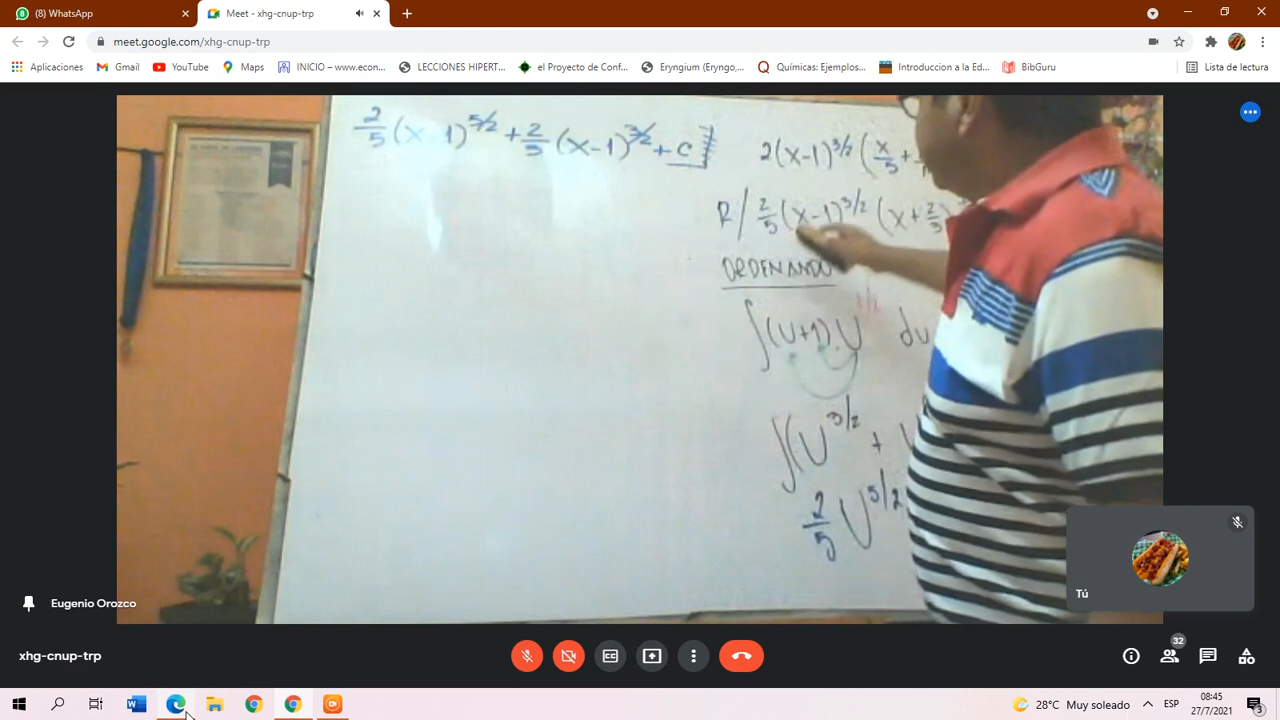 (8) WhatsApp
Meet - xhg-cnup-trp
meet.google.com/xhg-cnup-trp
Aplicaciones
Gmail
YouTube
Maps
INICIO – www.econ...
LECCIONES HIPERT...
el Proyecto de Conf...
Eryngium (Eryngo,...
Químicas: Ejemplos...
Introduccion a la Ed...
BibGuru
Lista de lectura
2/5 (x-1)^5/2 + 2/3 (x-1)^3/2 + C
2(x-1)^3/2 (x/5 +
R/ 2/5 (x-1)^3/2 (x + 2/3)
ORDENANDO
∫(U+1).U^1/2 du
∫(U^3/2 + U
2/5 U^5/2
Tú
Eugenio Orozco
xhg-cnup-trp
32
28°C Muy soleado
ESP
08:45
27/7/2021
3